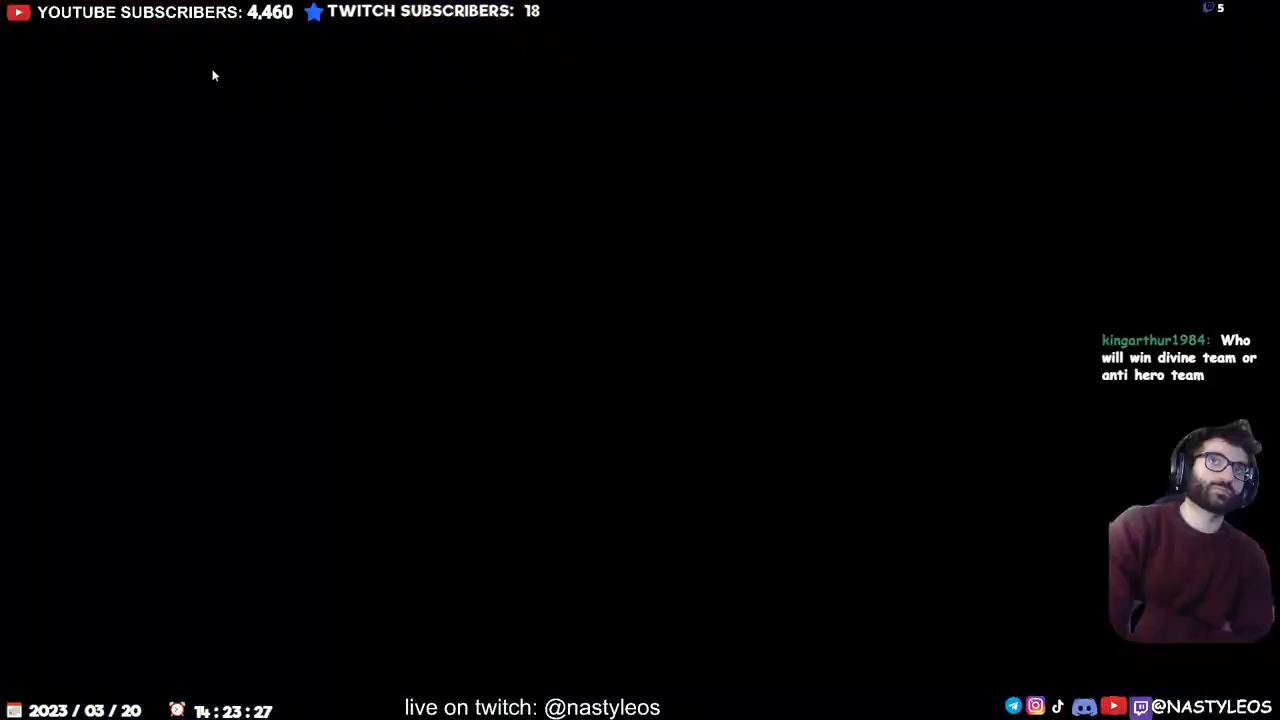 YOUTUBE SUBSCRIBERS: 4,460 TWITCH SUBSCRIBERS: 18
5
kingarthur1984: Who
will win divine team or
anti hero team
2023 / 03 / 20 14:23:27 live on twitch: @nastyleos @NASTYLEOS